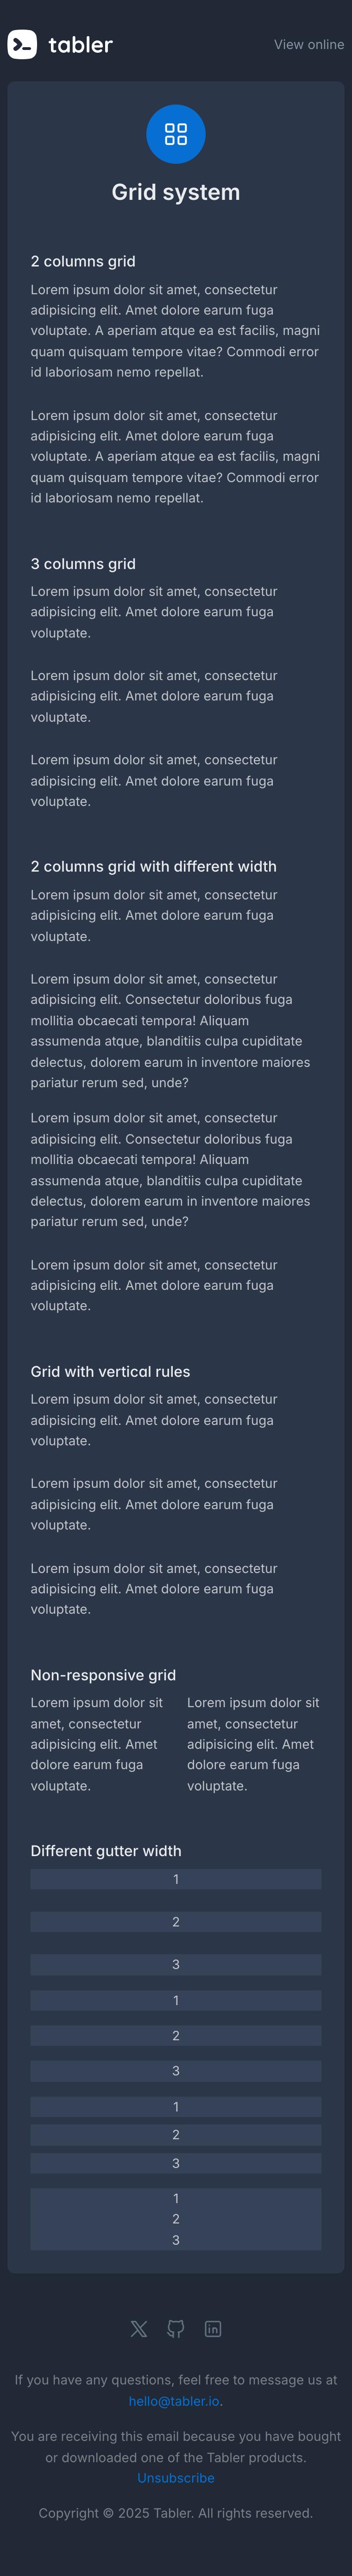 tabler
View online
Grid system
2 columns grid
Lorem ipsum dolor sit amet, consectetur
adipisicing elit. Amet dolore earum fuga
voluptate. A aperiam atque ea est facilis, magni
quam quisquam tempore vitae? Commodi error
id laboriosam nemo repellat.
Lorem ipsum dolor sit amet, consectetur
adipisicing elit. Amet dolore earum fuga
voluptate. A aperiam atque ea est facilis, magni
quam quisquam tempore vitae? Commodi error
id laboriosam nemo repellat.
3 columns grid
Lorem ipsum dolor sit amet, consectetur
adipisicing elit. Amet dolore earum fuga
voluptate.
Lorem ipsum dolor sit amet, consectetur
adipisicing elit. Amet dolore earum fuga
voluptate.
Lorem ipsum dolor sit amet, consectetur
adipisicing elit. Amet dolore earum fuga
voluptate.
2 columns grid with different width
Lorem ipsum dolor sit amet, consectetur
adipisicing elit. Amet dolore earum fuga
voluptate.
Lorem ipsum dolor sit amet, consectetur
adipisicing elit. Consectetur doloribus fuga
mollitia obcaecati tempora! Aliquam
assumenda atque, blanditiis culpa cupiditate
delectus, dolorem earum in inventore maiores
pariatur rerum sed, unde?
Lorem ipsum dolor sit amet, consectetur
adipisicing elit. Consectetur doloribus fuga
mollitia obcaecati tempora! Aliquam
assumenda atque, blanditiis culpa cupiditate
delectus, dolorem earum in inventore maiores
pariatur rerum sed, unde?
Lorem ipsum dolor sit amet, consectetur
adipisicing elit. Amet dolore earum fuga
voluptate.
Grid with vertical rules
Lorem ipsum dolor sit amet, consectetur
adipisicing elit. Amet dolore earum fuga
voluptate.
Lorem ipsum dolor sit amet, consectetur
adipisicing elit. Amet dolore earum fuga
voluptate.
Lorem ipsum dolor sit amet, consectetur
adipisicing elit. Amet dolore earum fuga
voluptate.
Non-responsive grid
Lorem ipsum dolor sit
amet, consectetur
adipisicing elit. Amet
dolore earum fuga
voluptate.
Lorem ipsum dolor sit
amet, consectetur
adipisicing elit. Amet
dolore earum fuga
voluptate.
Different gutter width
1
2
3
1
2
3
1
2
3
1
2
3
If you have any questions, feel free to message us at
hello@tabler.io.
You are receiving this email because you have bought
or downloaded one of the Tabler products.
Unsubscribe
Copyright © 2025 Tabler. All rights reserved.